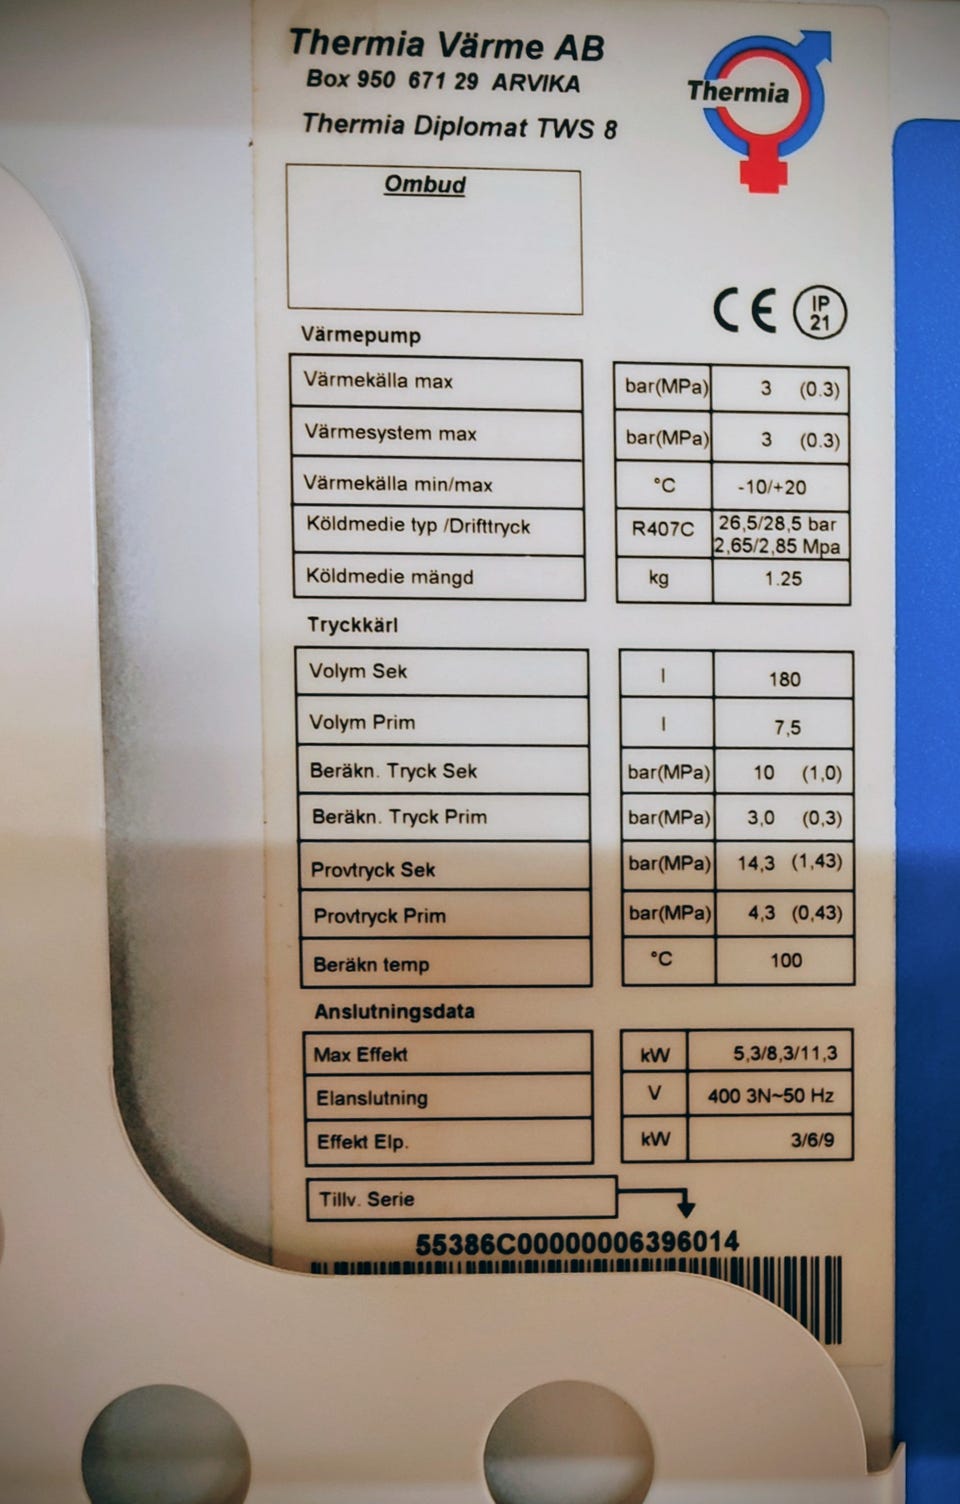 Thermia Värme AB
Box 950 671 29 ARVIKA
Thermia Diplomat TWS 8
Thermia
Ombud
CE IP 21
Värmepump
Värmekälla max bar(MPa) 3 (0.3)
Värmesystem max bar(MPa) 3 (0.3)
Värmekälla min/max °C -10/+20
Köldmedie typ /Drifttryck R407C 26,5/28,5 bar
2,65/2,85 Mpa
Köldmedie mängd kg 1.25
Tryckkärl
Volym Sek l 180
Volym Prim l 7,5
Beräkn. Tryck Sek bar(MPa) 10 (1,0)
Beräkn. Tryck Prim bar(MPa) 3,0 (0,3)
Provtryck Sek bar(MPa) 14,3 (1,43)
Provtryck Prim bar(MPa) 4,3 (0,43)
Beräkn temp °C 100
Anslutningsdata
Max Effekt kW 5,3/8,3/11,3
Elanslutning V 400 3N~50 Hz
Effekt Elp. kW 3/6/9
Tillv. Serie
55386C00000006396014